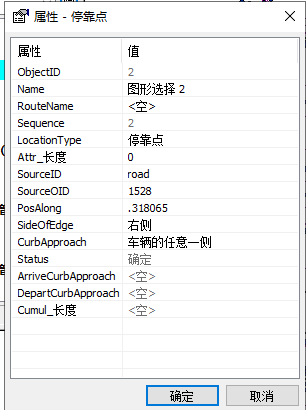 属性 - 停靠点
属性 值
ObjectID 2
Name 图形选择 2
RouteName <空>
Sequence 2
LocationType 停靠点
Attr_长度 0
SourceID road
SourceOID 1528
PosAlong .318065
SideOfEdge 右侧
CurbApproach 车辆的任意一侧
Status 确定
ArriveCurbApproach <空>
DepartCurbApproach <空>
Cumul_长度 <空>
确定 取消